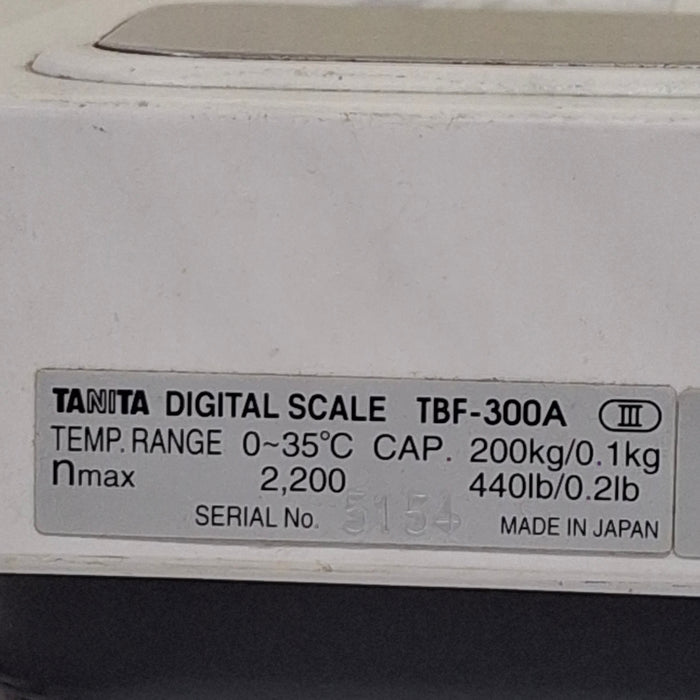 TANITA DIGITAL SCALE TBF-300A III
TEMP. RANGE 0~35°C CAP. 200kg/0.1kg
nmax 2,200 440lb/0.2lb
SERIAL No. 5154 MADE IN JAPAN